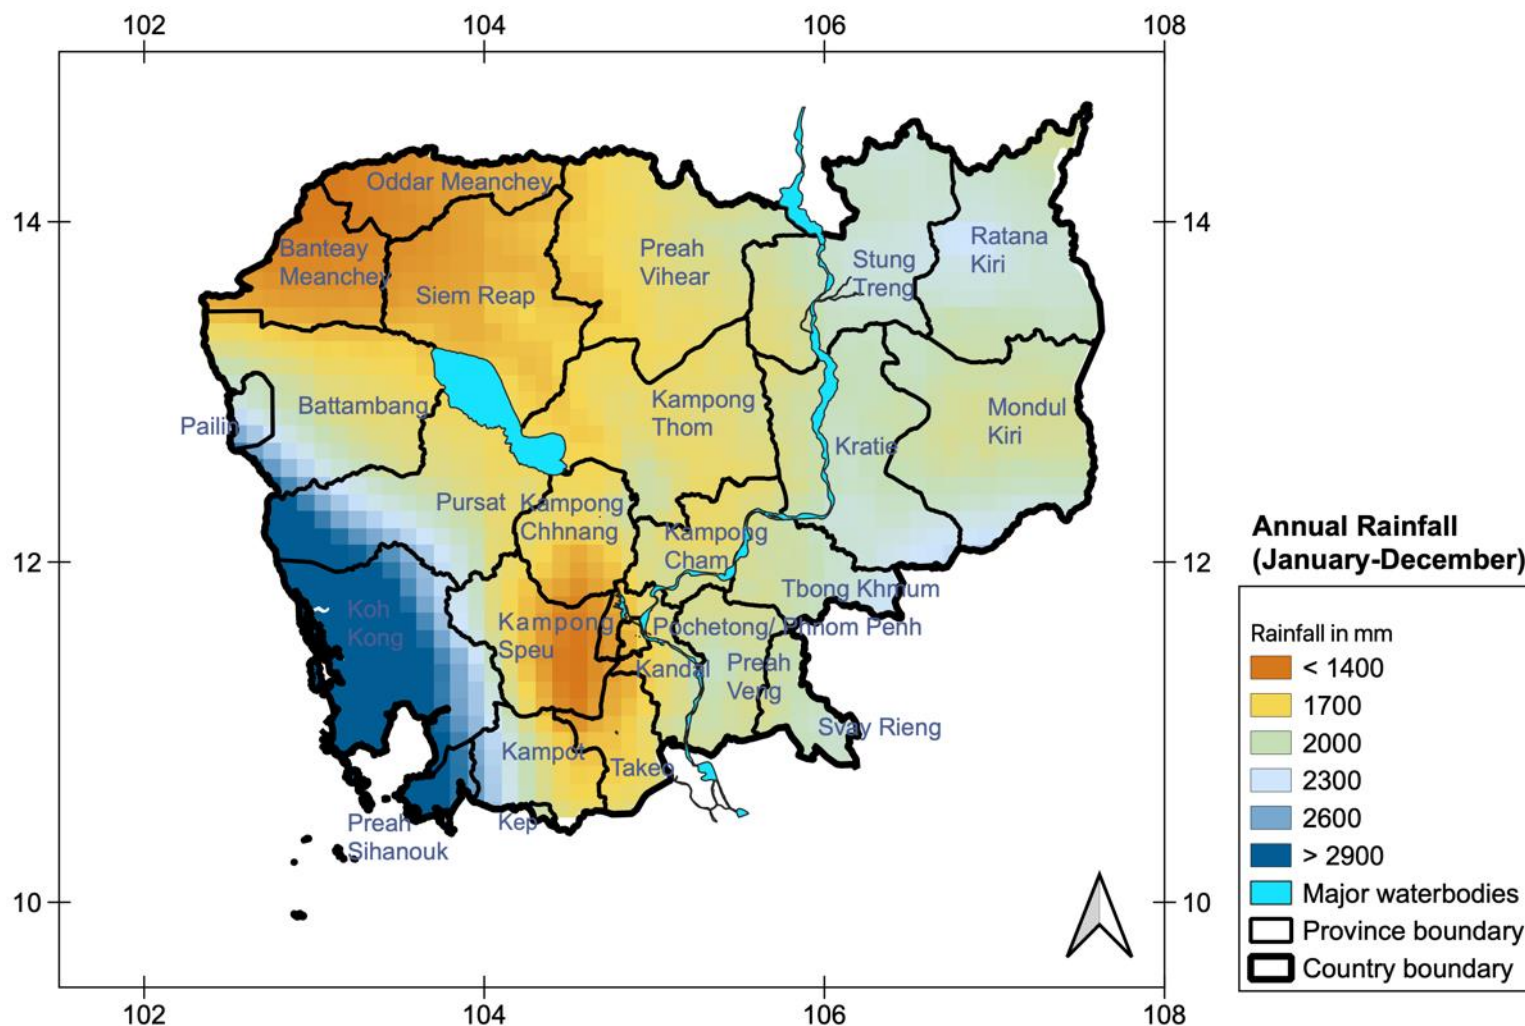 102
104
106
108
14
14
12
12
10
10
102
104
106
108
Oddar Meanchey
Banteay
Meanchey
Siem Reap
Preah
Vihear
Stung
Treng
Ratana
Kiri
Battambang
Pailin
Kampong
Thom
Kratie
Mondul
Kiri
Pursat
Kampong
Chhnang
Kampong
Cham
Tbong Khmum
Koh
Kong
Kampong
Speu
Pochetong/ Phnom Penh
Kandal
Preah
Veng
Svay Rieng
Kampot
Takeo
Kep
Preah
Sihanouk
Annual Rainfall
(January-December)
Rainfall in mm
< 1400
1700
2000
2300
2600
> 2900
Major waterbodies
Province boundary
Country boundary